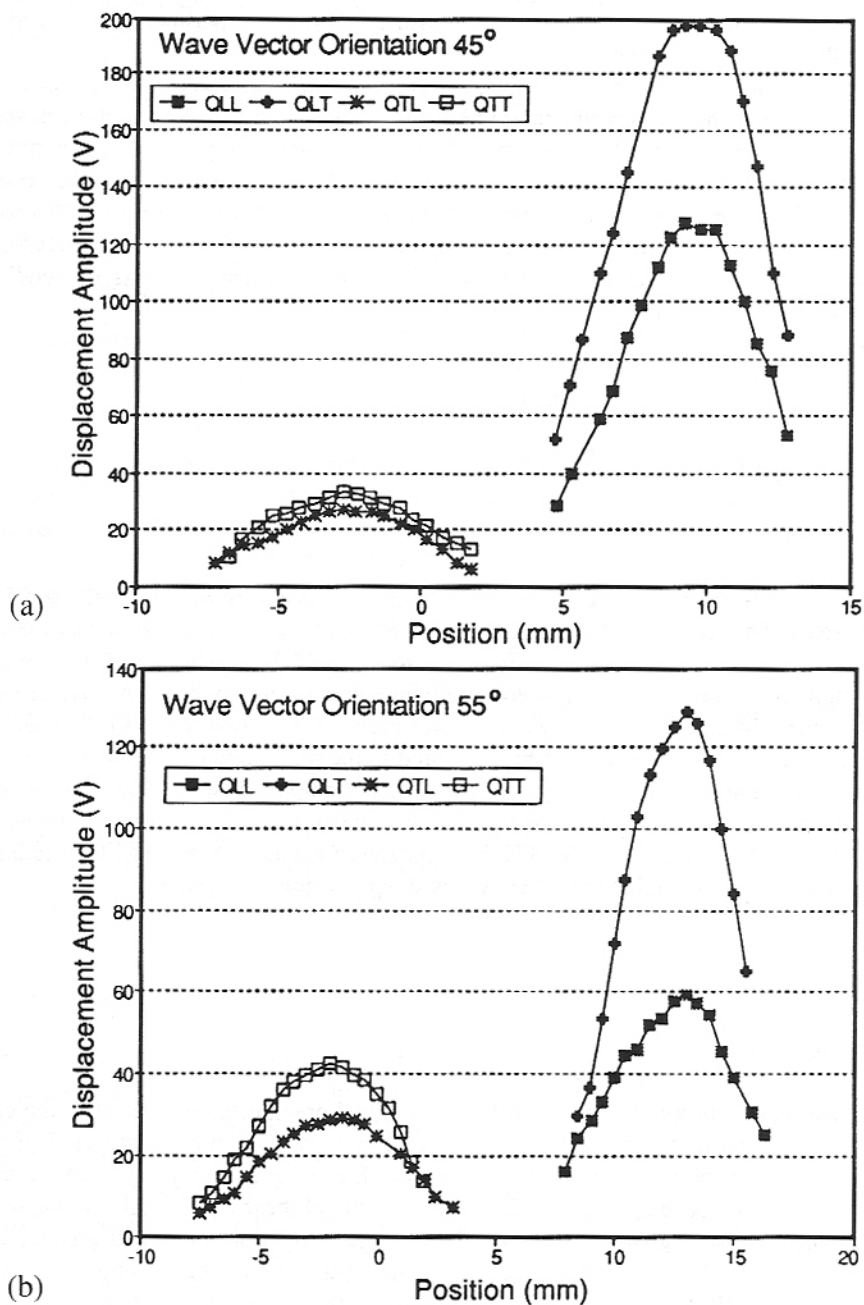 Wave Vector Orientation 45°
QLL QLT QTL QTT
Displacement Amplitude (V)
200
180
160
140
120
100
80
60
40
20
0
-10 -5 0 5 10 15
Position (mm)
(a)
Wave Vector Orientation 55°
QLL QLT QTL QTT
Displacement Amplitude (V)
140
120
100
80
60
40
20
0
-10 -5 0 5 10 15 20
Position (mm)
(b)